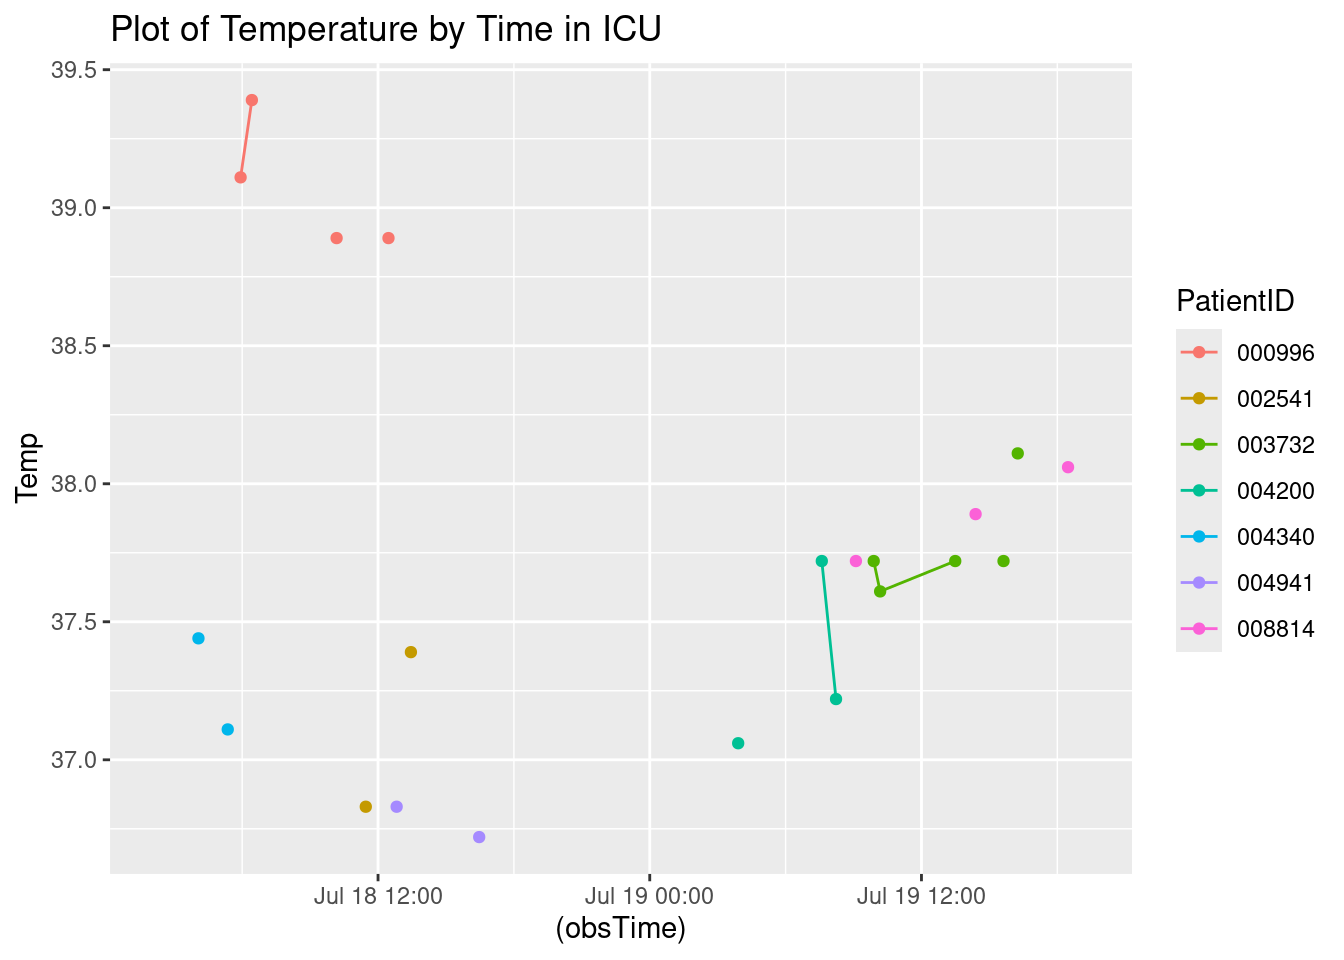 Plot of Temperature by Time in ICU
39.5
39.0
38.5
38.0
37.5
37.0
Temp
Jul 18 12:00
Jul 19 00:00
Jul 19 12:00
(obsTime)
PatientID
000996
002541
003732
004200
004340
004941
008814